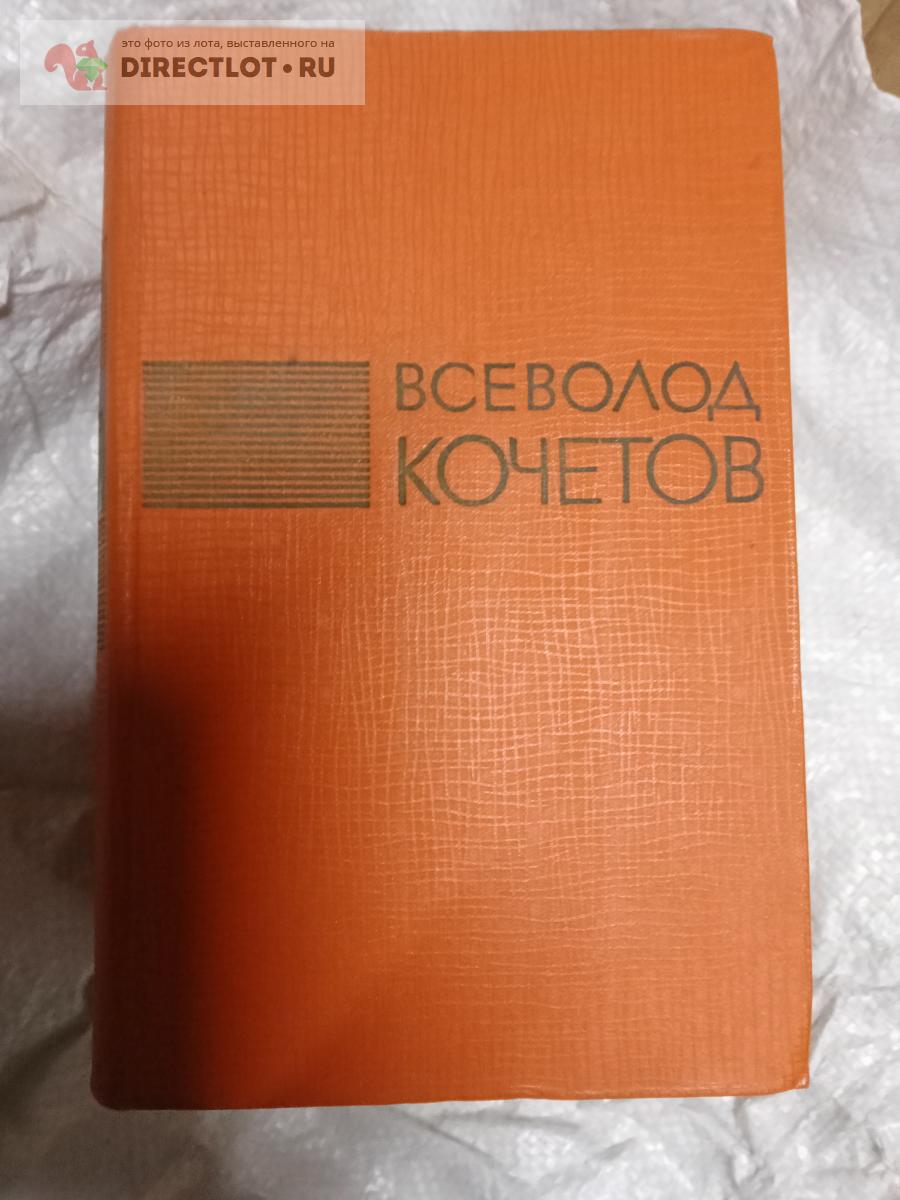 это фото из лота, выставленного на
DIRECTLOT•RU
ВСЕВОЛОД
КОЧЕТОВ